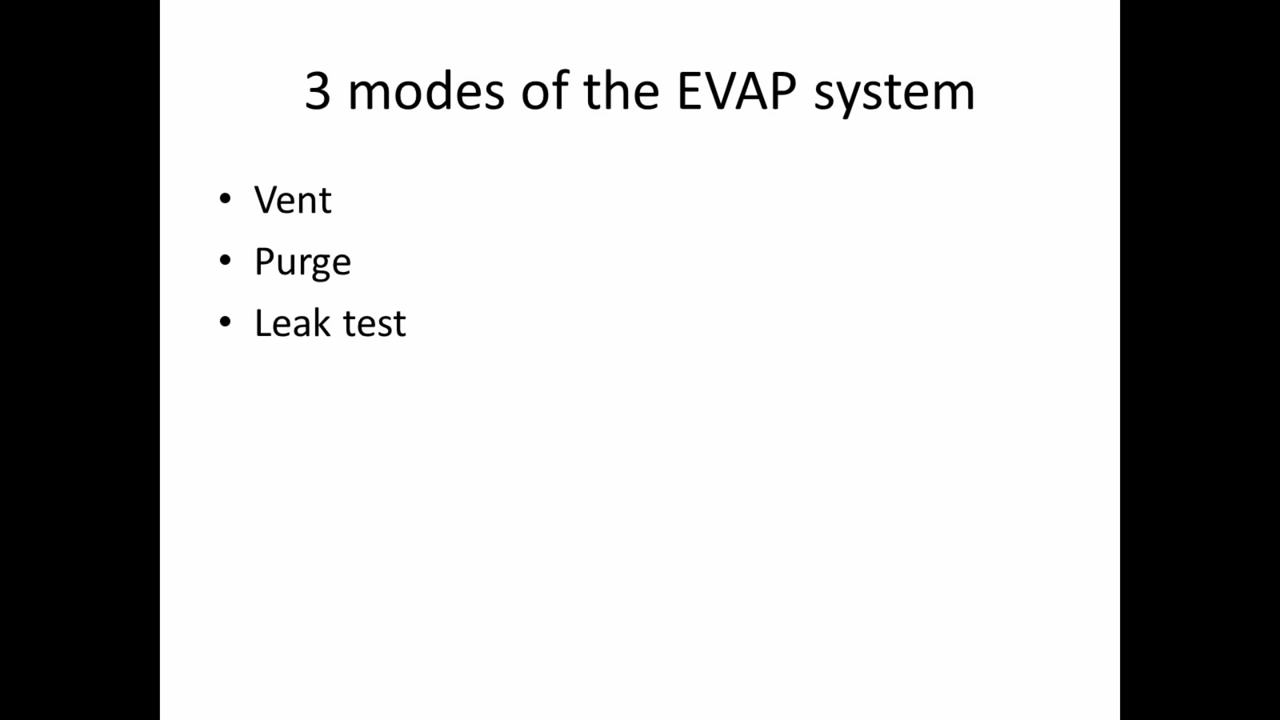 3 modes of the EVAP system
• Vent
• Purge
• Leak test